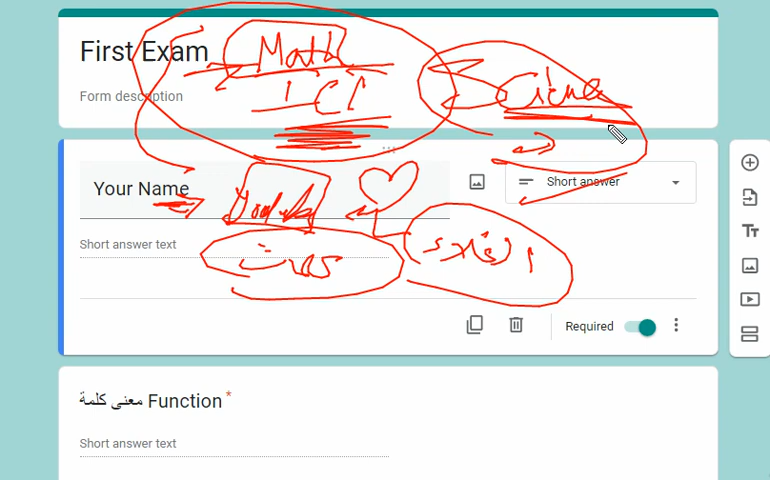 First Exam
Math
ICT
Form description
Your Name
Short answer
Short answer text
Required
معنى كلمة Function *
Short answer text